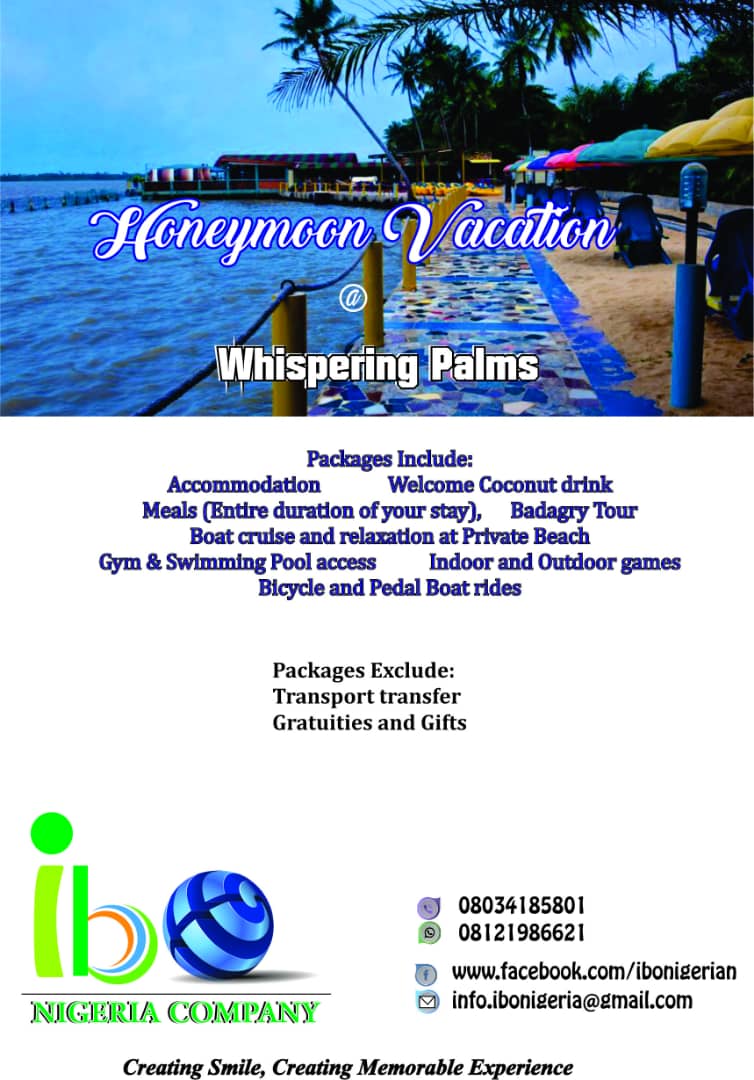 Honeymoon Vacation
@
Whispering Palms
Packages Include:
Accommodation Welcome Coconut drink
Meals (Entire duration of your stay), Badagry Tour
Boat cruise and relaxation at Private Beach
Gym & Swimming Pool access Indoor and Outdoor games
Bicycle and Pedal Boat rides
Packages Exclude:
Transport transfer
Gratuities and Gifts
ibo
NIGERIA COMPANY
08034185801
08121986621
www.facebook.com/ibonigerian
info.ibonigeria@gmail.com
Creating Smile, Creating Memorable Experience